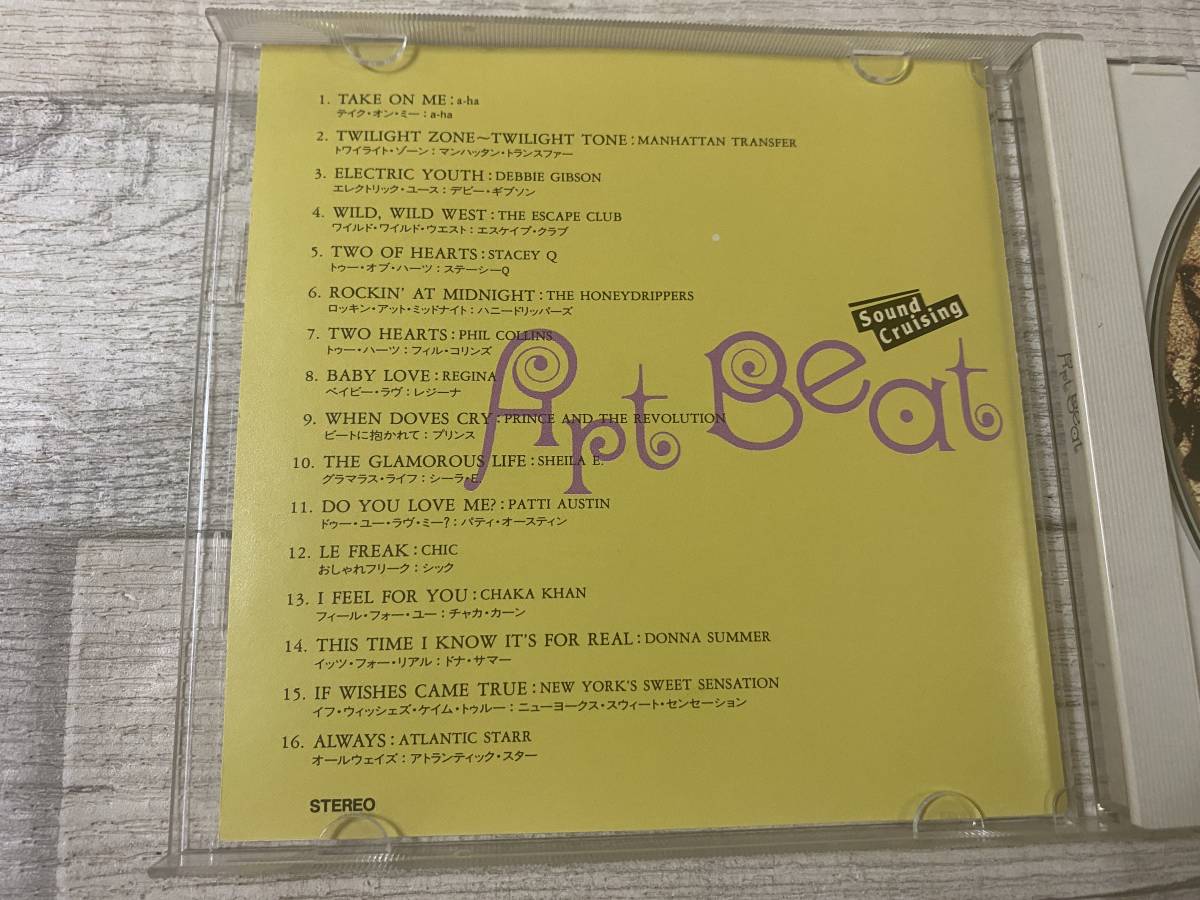 1. TAKE ON ME : a-ha
テイク・オン・ミー : a-ha
2. TWILIGHT ZONE~TWILIGHT TONE : MANHATTAN TRANSFER
トワイライト・ゾーン : マンハッタン・トランスファー
3. ELECTRIC YOUTH : DEBBIE GIBSON
エレクトリック・ユース : デビー・ギブソン
4. WILD, WILD WEST : THE ESCAPE CLUB
ワイルド・ワイルド・ウエスト : エスケイプ・クラブ
5. TWO OF HEARTS : STACEY Q
トゥー・オブ・ハーツ : ステーシーQ
6. ROCKIN' AT MIDNIGHT : THE HONEYDRIPPERS
ロッキン・アット・ミッドナイト : ハニードリッパーズ
7. TWO HEARTS : PHIL COLLINS
トゥー・ハーツ : フィル・コリンズ
8. BABY LOVE : REGINA
ベイビー・ラヴ : レジーナ
9. WHEN DOVES CRY : PRINCE AND THE REVOLUTION
ビートに抱かれて : プリンス
10. THE GLAMOROUS LIFE : SHEILA E.
グラマラス・ライフ : シーラ・E.
11. DO YOU LOVE ME? : PATTI AUSTIN
ドゥー・ユー・ラヴ・ミー? : パティ・オースティン
12. LE FREAK : CHIC
おしゃれフリーク : シック
13. I FEEL FOR YOU : CHAKA KHAN
フィール・フォー・ユー : チャカ・カーン
14. THIS TIME I KNOW IT'S FOR REAL : DONNA SUMMER
イッツ・フォー・リアル : ドナ・サマー
15. IF WISHES CAME TRUE : NEW YORK'S SWEET SENSATION
イフ・ウィッシェズ・ケイム・トゥルー : ニューヨークス・スウィート・センセーション
16. ALWAYS : ATLANTIC STARR
オールウェイズ : アトランティック・スター
STEREO
Sound
Cruising
Art Beat
Art Beat